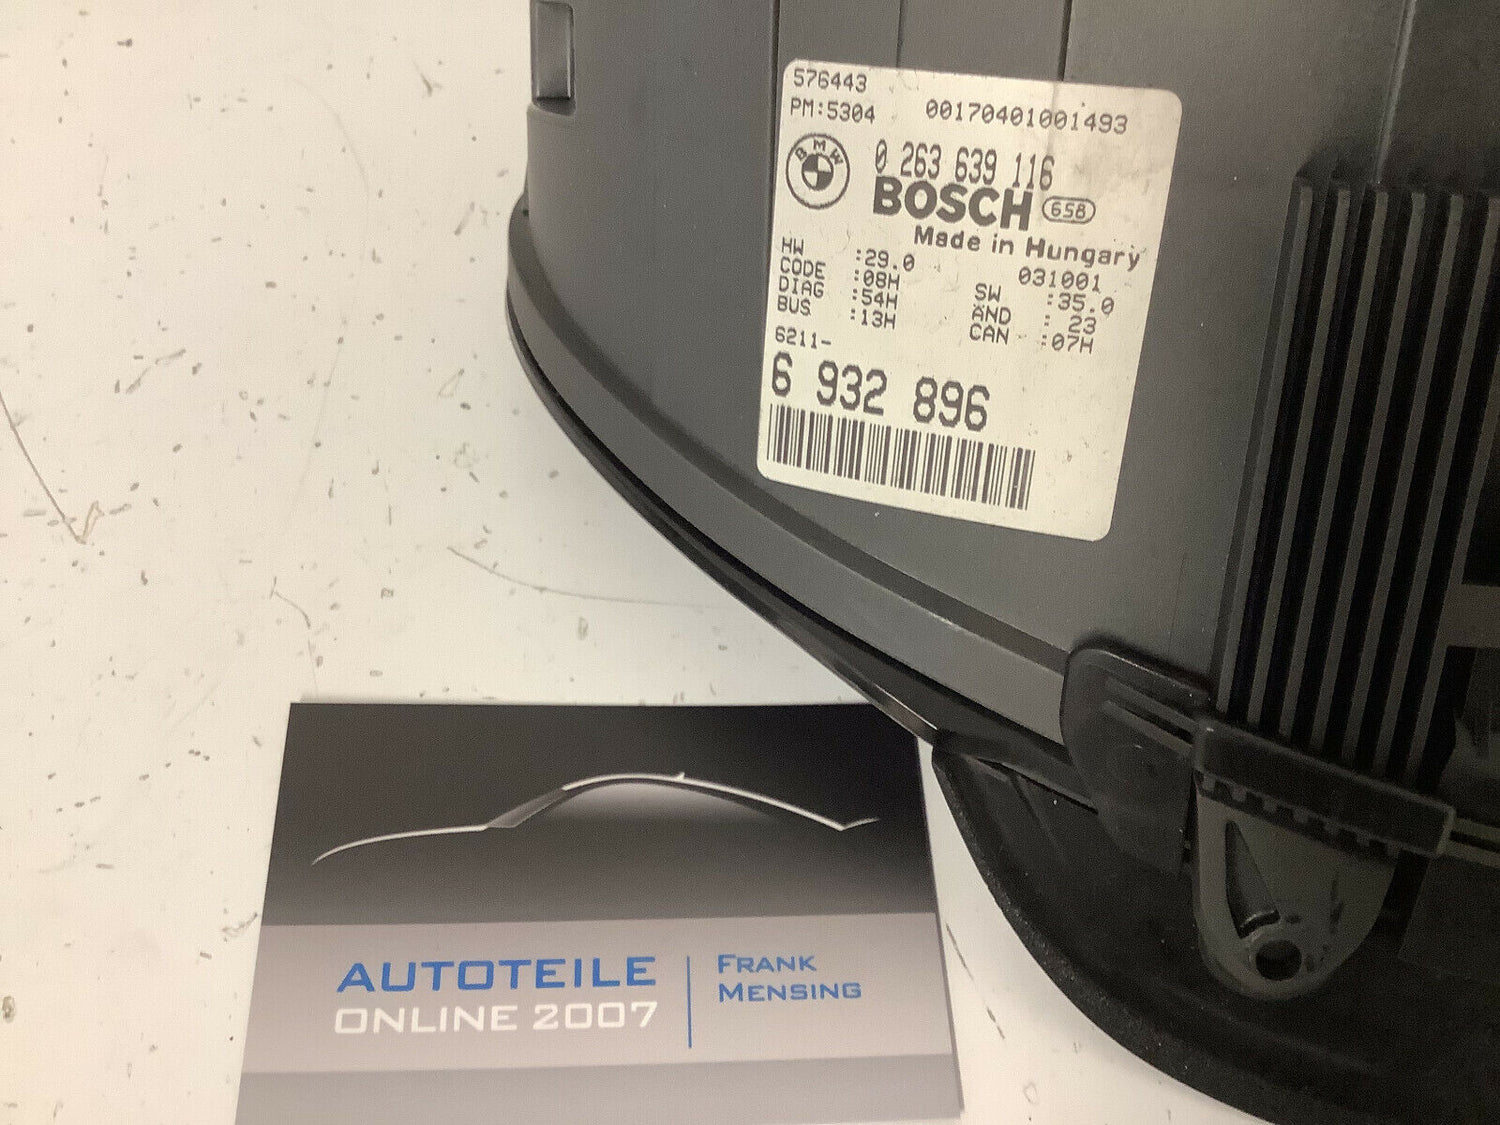 576443
PM:5304 00170401001493
BMW
0 263 639 116
BOSCH 6S8
Made in Hungary
031001
HW :29.0
CODE :08H
DIAG :54H
BUS :13H
SW :35.0
AND : 23
CAN :07H
6211-
6 932 896
AUTOTEILE
ONLINE 2007
FRANK
MENSING